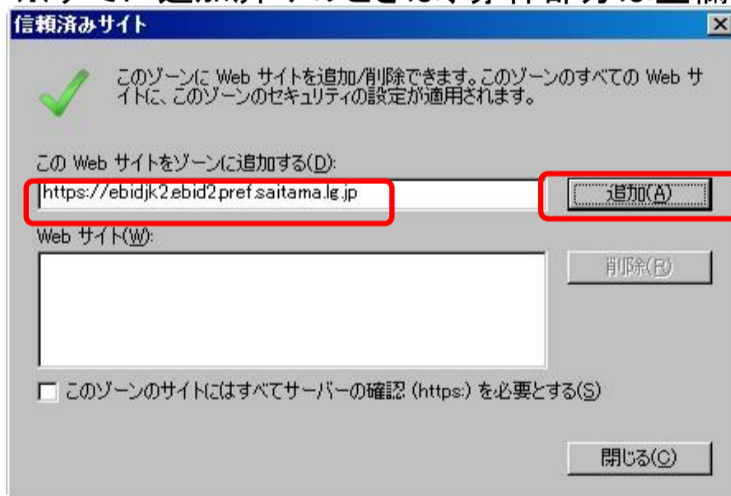 信頼済みサイト
このゾーンに Web サイトを追加/削除できます。このゾーンのすべての Web サ
イトに、このゾーンのセキュリティの設定が適用されます。
この Web サイトをゾーンに追加する(D):
https://ebidjk2.ebid2.pref.saitama.lg.jp
追加(A)
Web サイト(W):
削除(R)
このゾーンのサイトにはすべてサーバーの確認 (https:) を必要とする(S)
閉じる(C)